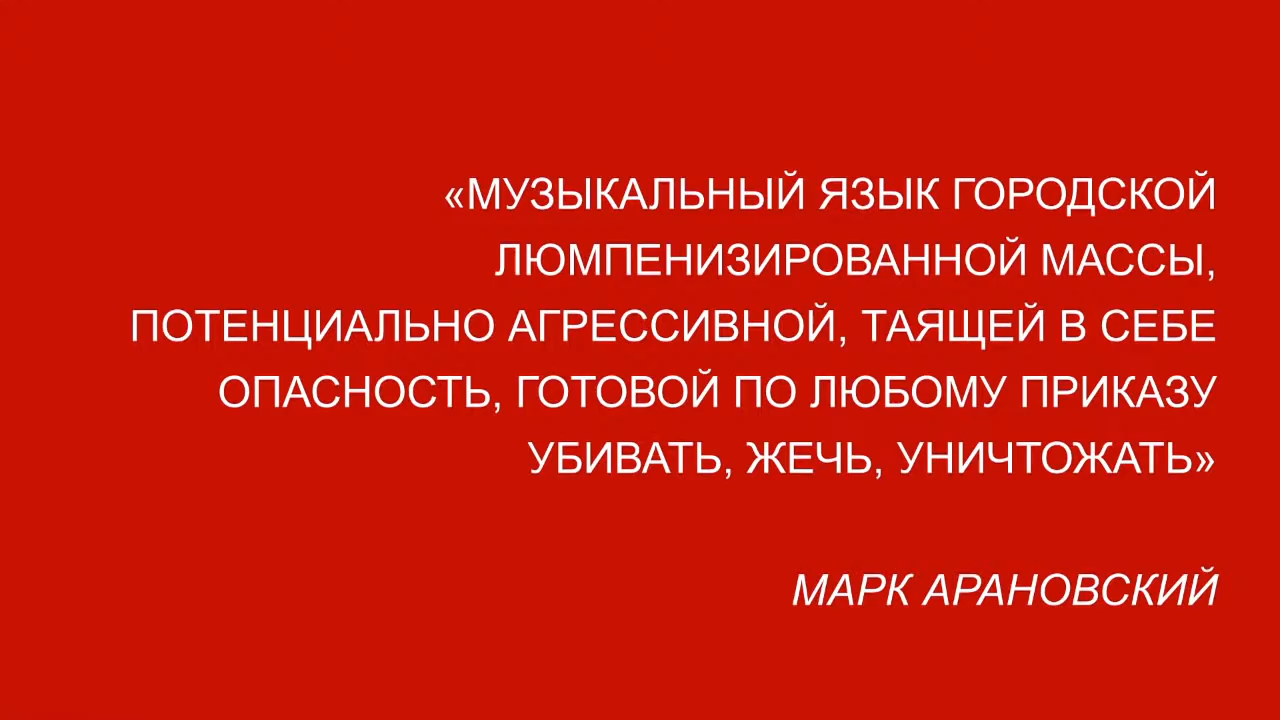 «МУЗЫКАЛЬНЫЙ ЯЗЫК ГОРОДСКОЙ
ЛЮМПЕНИЗИРОВАННОЙ МАССЫ,
ПОТЕНЦИАЛЬНО АГРЕССИВНОЙ, ТАЯЩЕЙ В СЕБЕ
ОПАСНОСТЬ, ГОТОВОЙ ПО ЛЮБОМУ ПРИКАЗУ
УБИВАТЬ, ЖЕЧЬ, УНИЧТОЖАТЬ»
МАРК АРАНОВСКИЙ